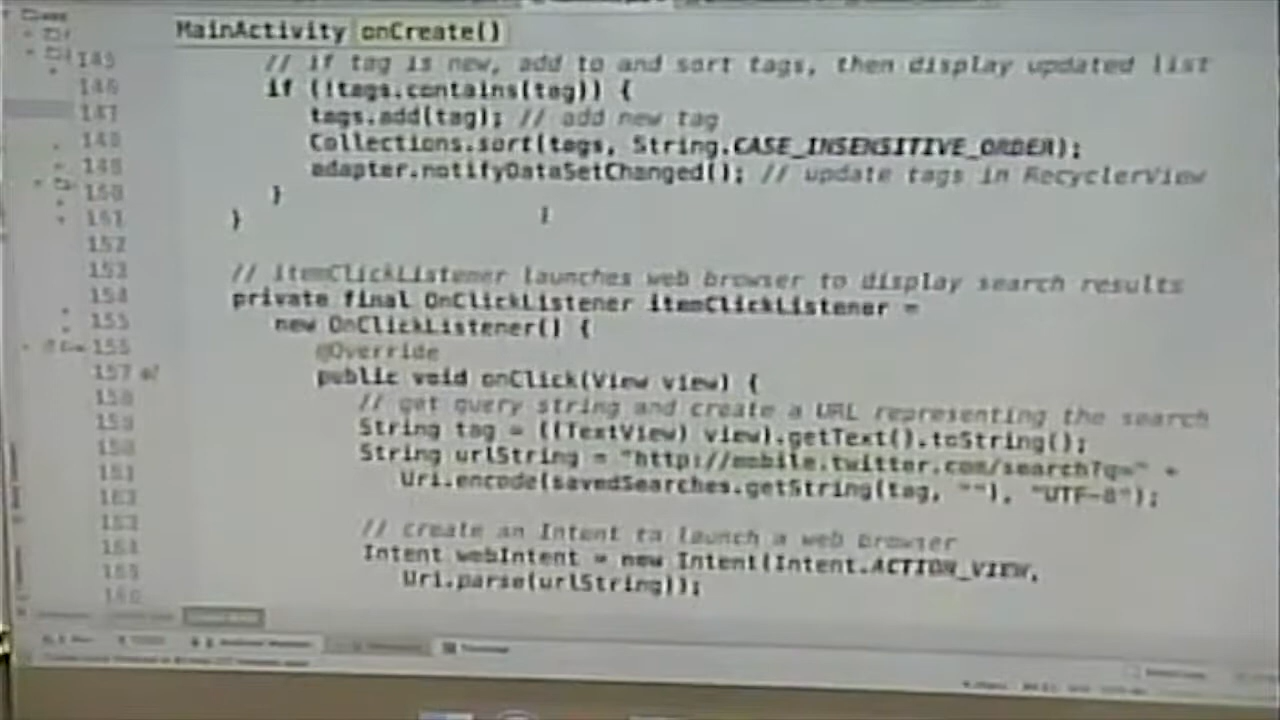 MainActivity onCreate()
145 // if tag is new, add to and sort tags, then display updated list
146 if (!tags.contains(tag)) {
147 tags.add(tag); // add new tag
148 Collections.sort(tags, String.CASE_INSENSITIVE_ORDER);
149 adapter.notifyDataSetChanged(); // update tags in RecyclerView
150 }
151 }
152
153 // itemClickListener launches web browser to display search results
154 private final OnClickListener itemClickListener =
155 new OnClickListener() {
156 @Override
157 public void onClick(View view) {
158 // get query string and create a URL representing the search
159 String tag = ((TextView) view).getText().toString();
160 String urlString = "http://mobile.twitter.com/search?q=" +
161 Uri.encode(savedSearches.getString(tag, ""), "UTF-8");
162
163 // create an Intent to launch a web browser
164 Intent webIntent = new Intent(Intent.ACTION_VIEW,
165 Uri.parse(urlString));
166